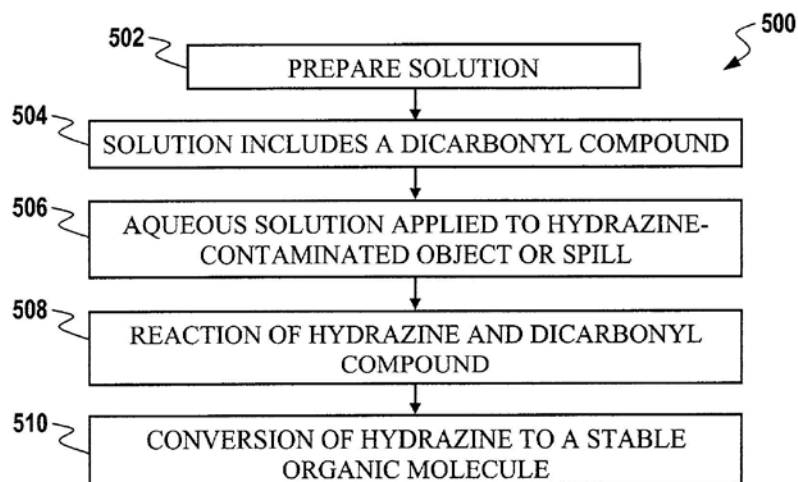 500
502
PREPARE SOLUTION
504
SOLUTION INCLUDES A DICARBONYL COMPOUND
506
AQUEOUS SOLUTION APPLIED TO HYDRAZINE-
CONTAMINATED OBJECT OR SPILL
508
REACTION OF HYDRAZINE AND DICARBONYL
COMPOUND
510
CONVERSION OF HYDRAZINE TO A STABLE
ORGANIC MOLECULE